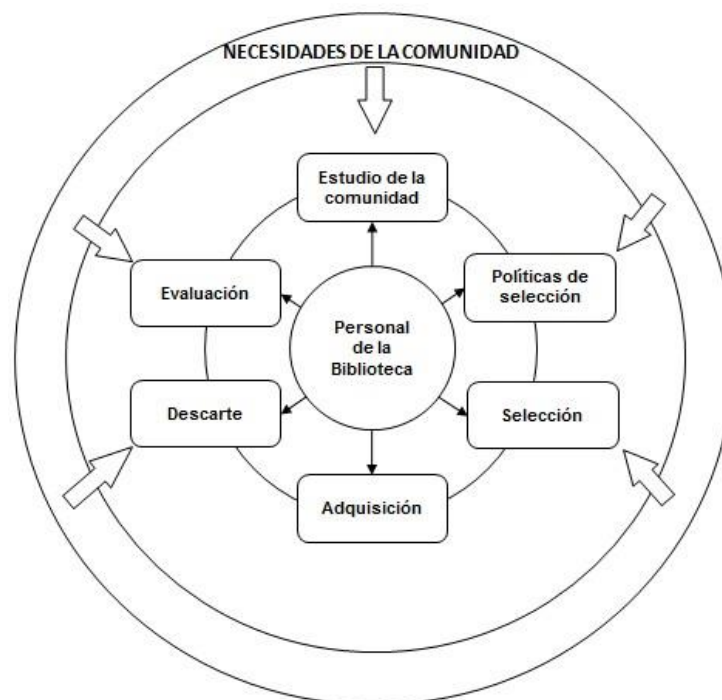 NECESIDADES DE LA COMUNIDAD
Estudio de la
comunidad
Evaluación
Políticas de
selección
Personal
de la
Biblioteca
Descarte
Selección
Adquisición